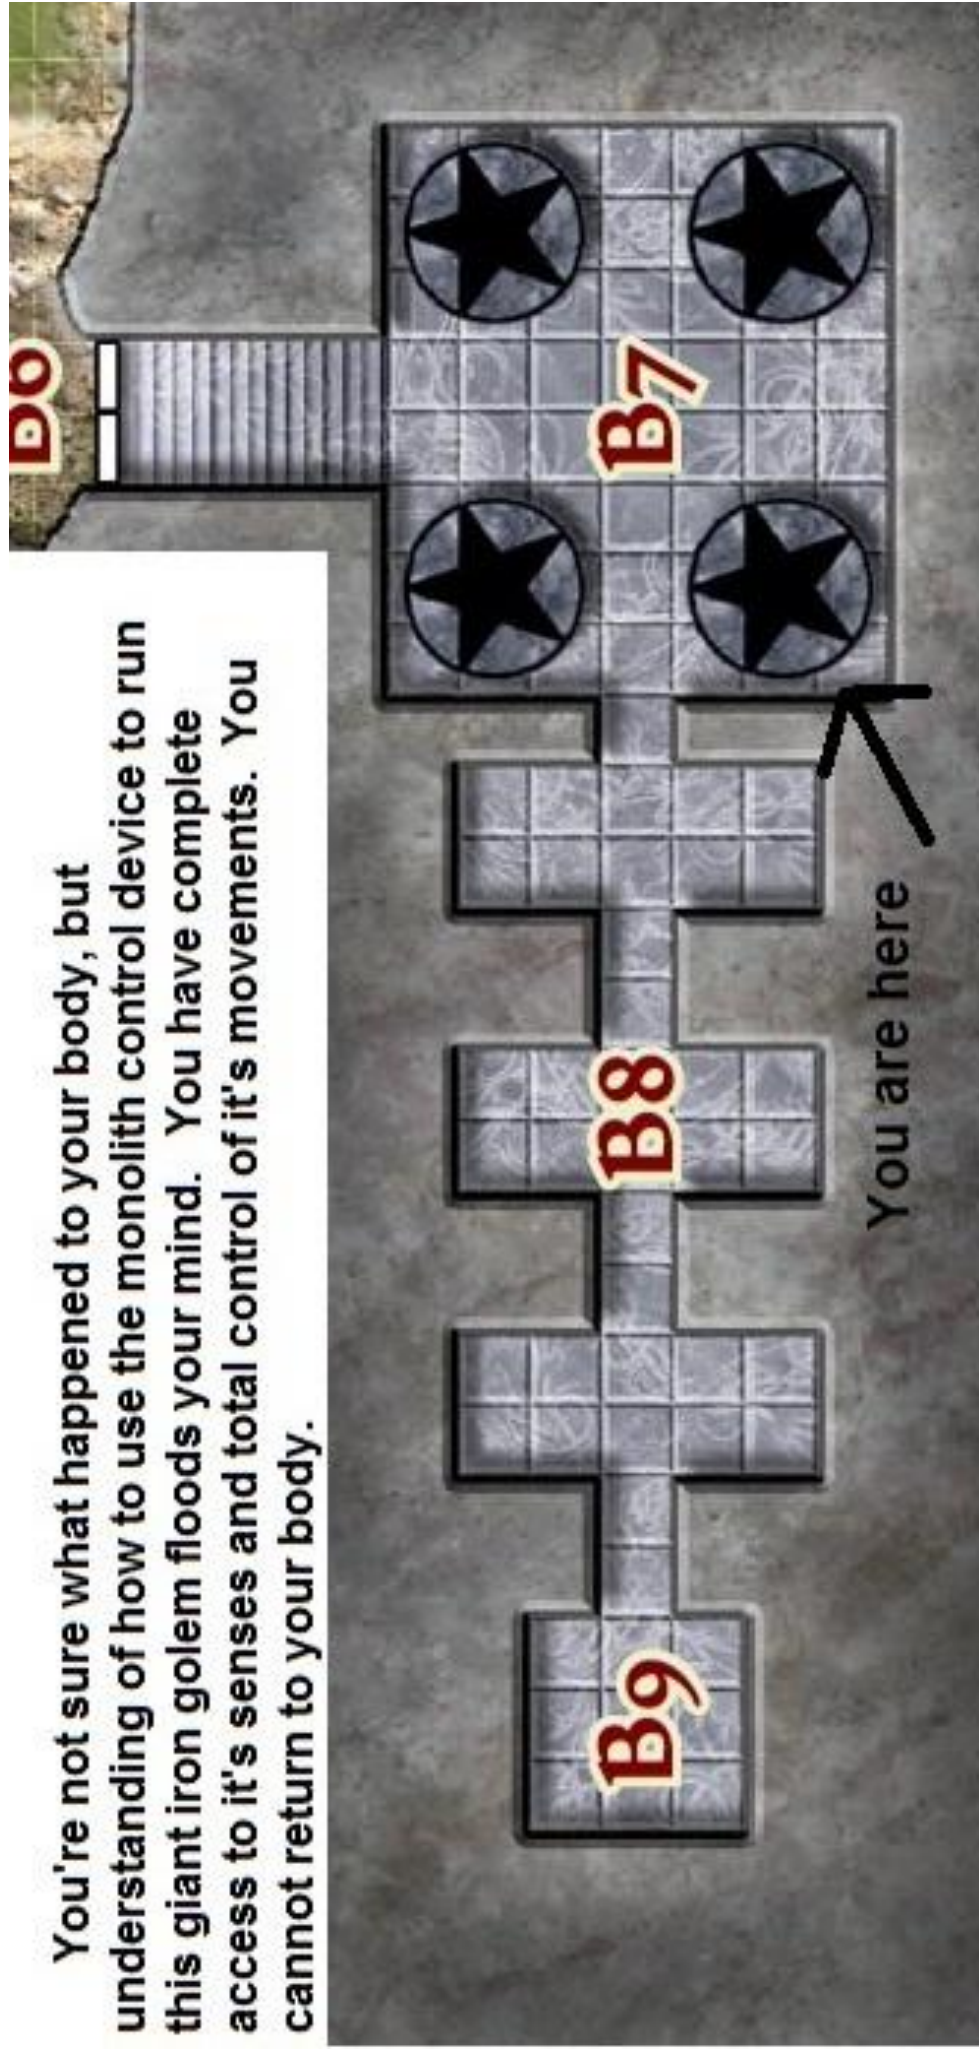 You're not sure what happened to your body, but
understanding of how to use the monolith control device to run
this giant iron golem floods your mind.  You have complete
access to it's senses and total control of it's movements.  You
cannot return to your body.
B6
B7
B8
B9
You are here